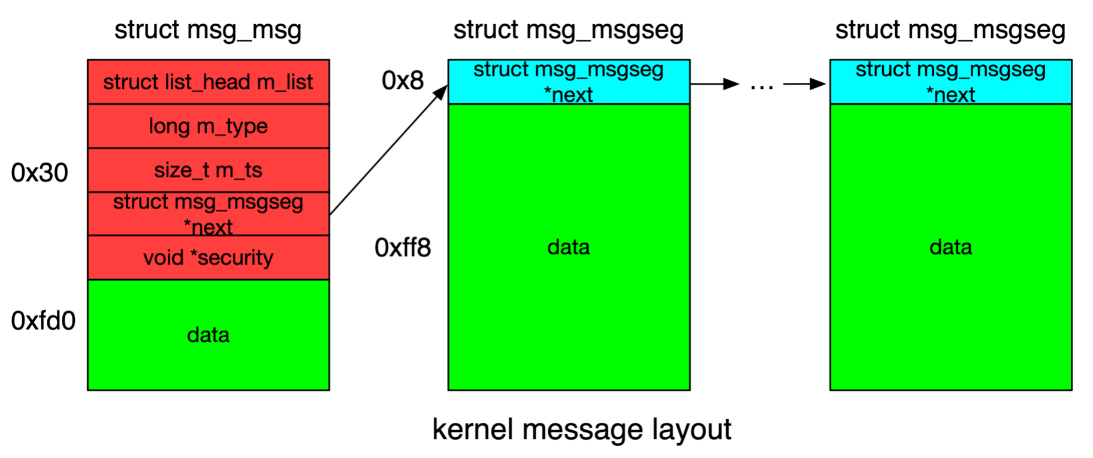 struct msg_msg
struct list_head m_list
long m_type
0x30
size_t m_ts
struct msg_msgseg
*next
void *security
0xfd0
data
struct msg_msgseg
0x8
struct msg_msgseg
*next
0xff8
data
...
struct msg_msgseg
struct msg_msgseg
*next
data
kernel message layout